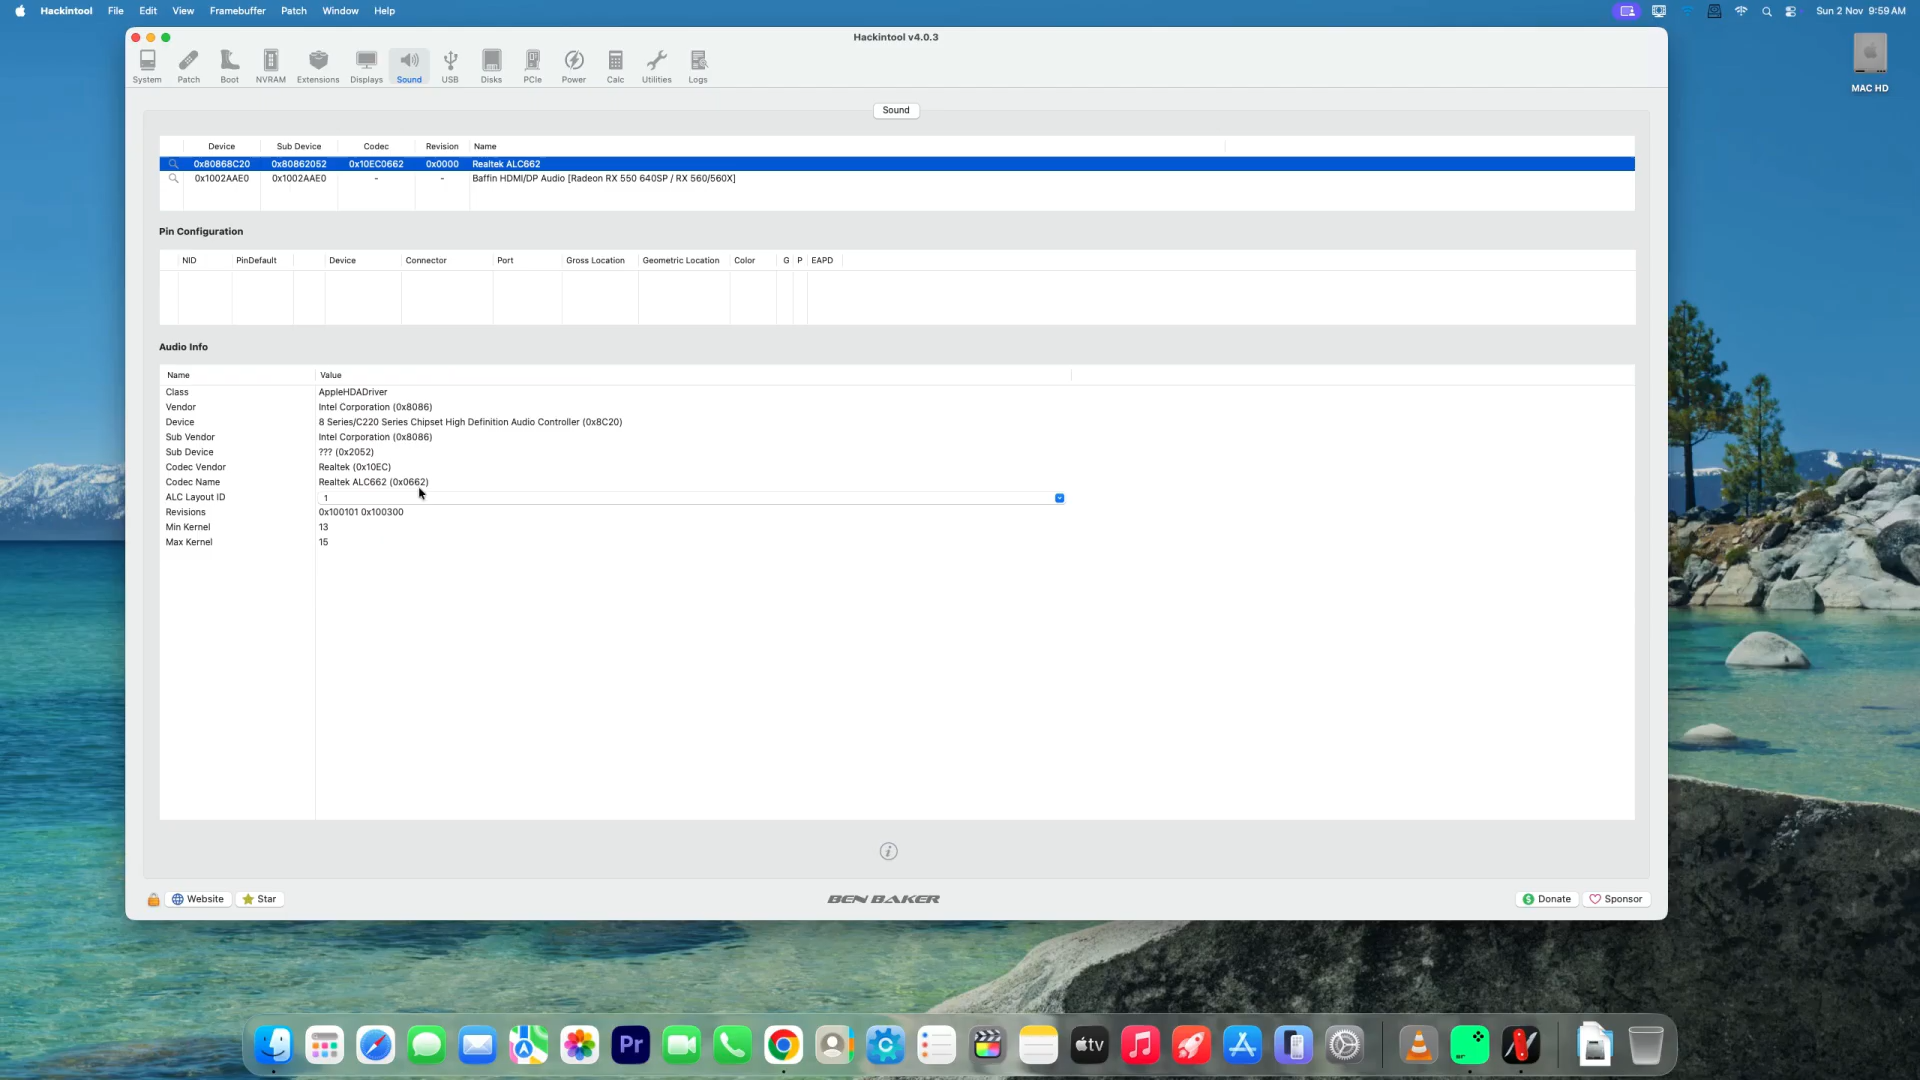 Hackintool File Edit View Framebuffer Patch Window Help
Sun 2 Nov 9:59 AM
Hackintool v4.0.3
System Patch Boot NVRAM Extensions Displays Sound USB Disks PCIe Power Calc Utilities Logs
MAC HD
Sound
Device Sub Device Codec Revision Name
0x80868C20 0x80862052 0x10EC0662 0x0000 Realtek ALC662
0x1002AAE0 0x1002AAE0 - - Baffin HDMI/DP Audio [Radeon RX 550 640SP / RX 560/560X]
Pin Configuration
NID PinDefault Device Connector Port Gross Location Geometric Location Color G P EAPD
Audio Info
Name Value
Class AppleHDADriver
Vendor Intel Corporation (0x8086)
Device 8 Series/C220 Series Chipset High Definition Audio Controller (0x8C20)
Sub Vendor Intel Corporation (0x8086)
Sub Device ??? (0x2052)
Codec Vendor Realtek (0x10EC)
Codec Name Realtek ALC662 (0x0662)
ALC Layout ID 1
Revisions 0x100101 0x100300
Min Kernel 13
Max Kernel 15
Website Star BEN BAKER Donate Sponsor
Pr tv er